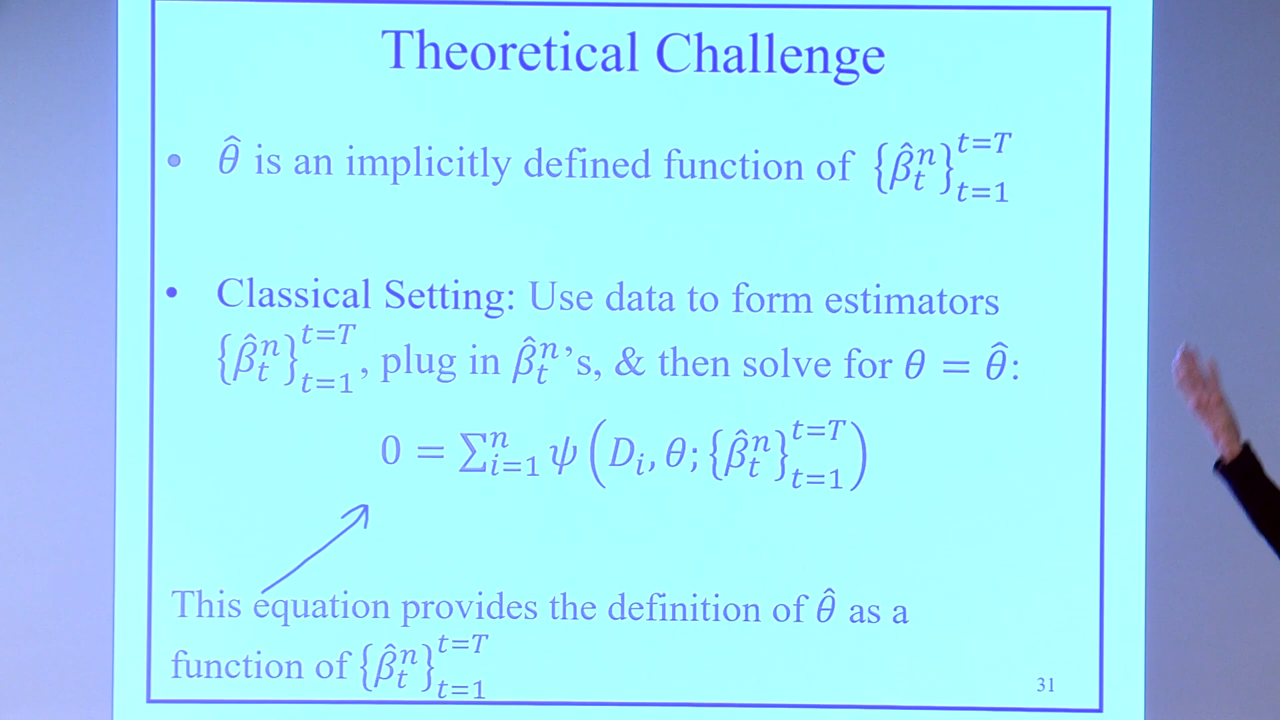 Theoretical Challenge
• θ̂ is an implicitly defined function of {β̂ₜⁿ}ₜ₌₁ᵗ⁼ᵀ
• Classical Setting: Use data to form estimators
{β̂ₜⁿ}ₜ₌₁ᵗ⁼ᵀ, plug in β̂ₜⁿ's, & then solve for θ = θ̂:
0 = ∑ᵢ₌₁ⁿ ψ(Dᵢ, θ; {β̂ₜⁿ}ₜ₌₁ᵗ⁼ᵀ)
This equation provides the definition of θ̂ as a
function of {β̂ₜⁿ}ₜ₌₁ᵗ⁼ᵀ
31